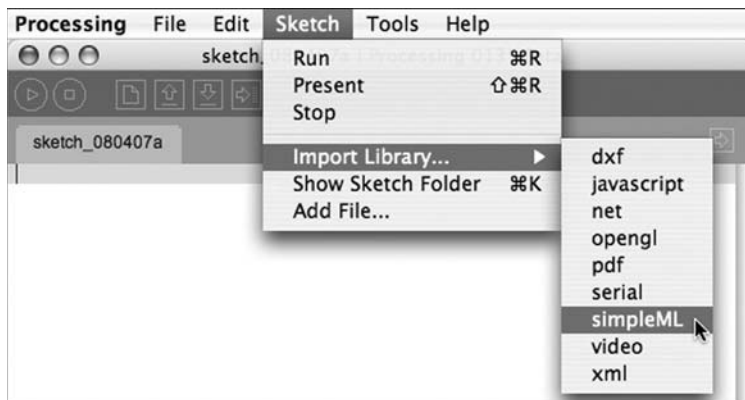 Processing File Edit Sketch Tools Help
sketch_
Run ⌘R
Present ⇧⌘R
Stop
sketch_080407a
Import Library...
Show Sketch Folder ⌘K
Add File...
dxf
javascript
net
opengl
pdf
serial
simpleML
video
xml